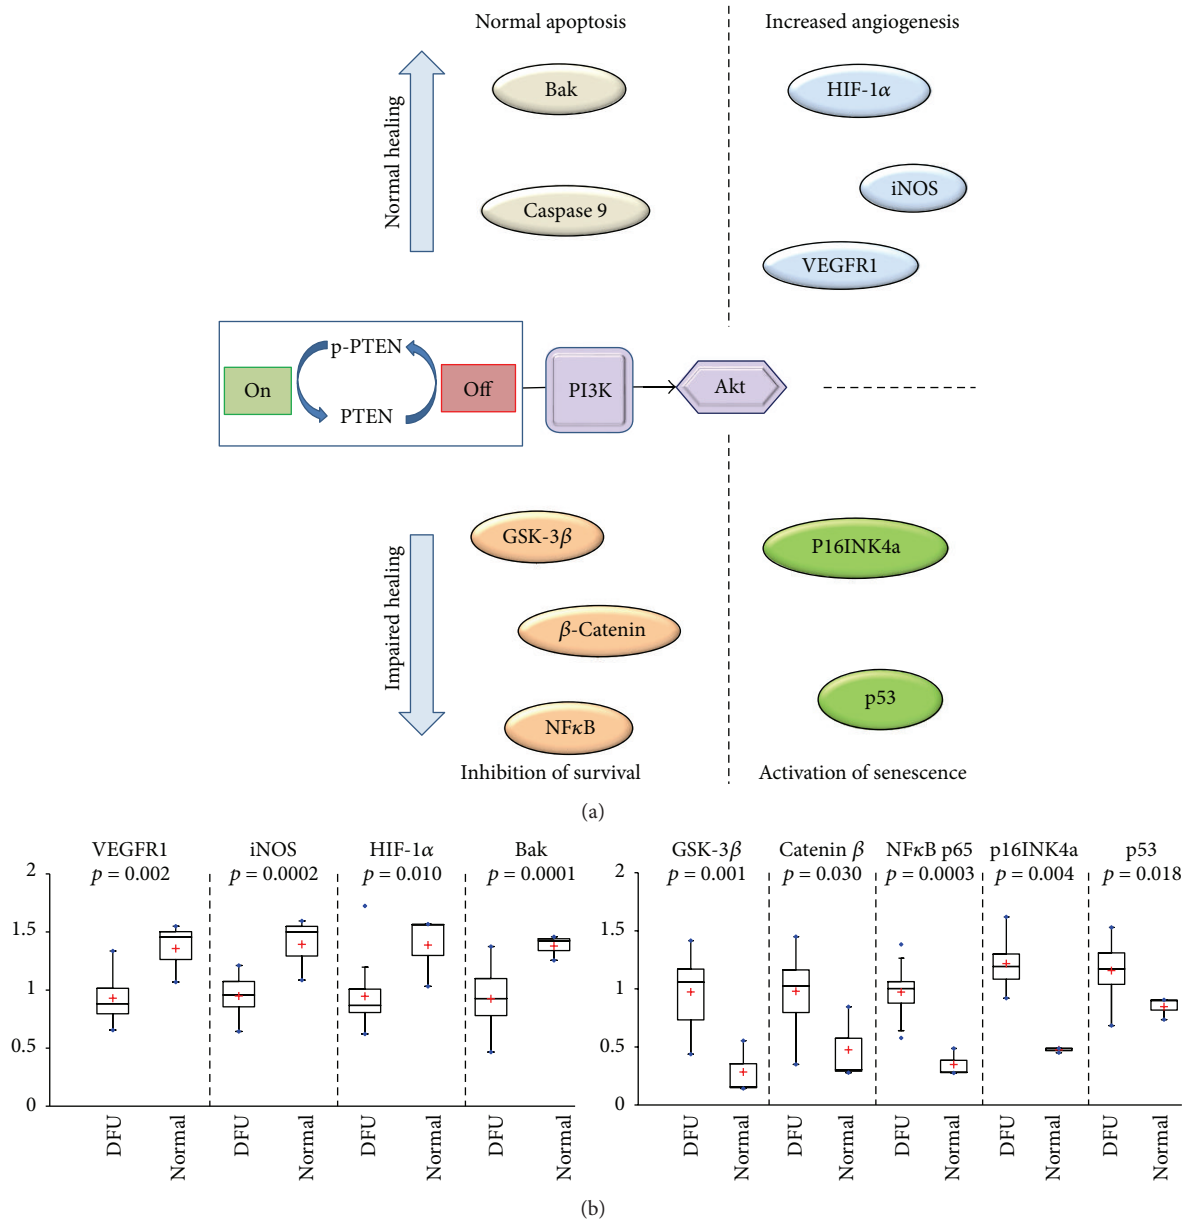 Normal apoptosis
Increased angiogenesis
Normal healing
Bak
HIF-1α
iNOS
Caspase 9
VEGFR1
On
p-PTEN
PTEN
Off
PI3K
Akt
Impaired healing
GSK-3β
P16INK4a
β-Catenin
p53
NFκB
Inhibition of survival
Activation of senescence
(a)
VEGFR1
p = 0.002
iNOS
p = 0.0002
HIF-1α
p = 0.010
Bak
p = 0.0001
2
1.5
1
0.5
0
DFU
Normal
DFU
Normal
DFU
Normal
DFU
Normal
GSK-3β
p = 0.001
Catenin β
p = 0.030
NFκB p65
p = 0.0003
p16INK4a
p = 0.004
p53
p = 0.018
2
1.5
1
0.5
0
DFU
Normal
DFU
Normal
DFU
Normal
DFU
Normal
DFU
Normal
(b)